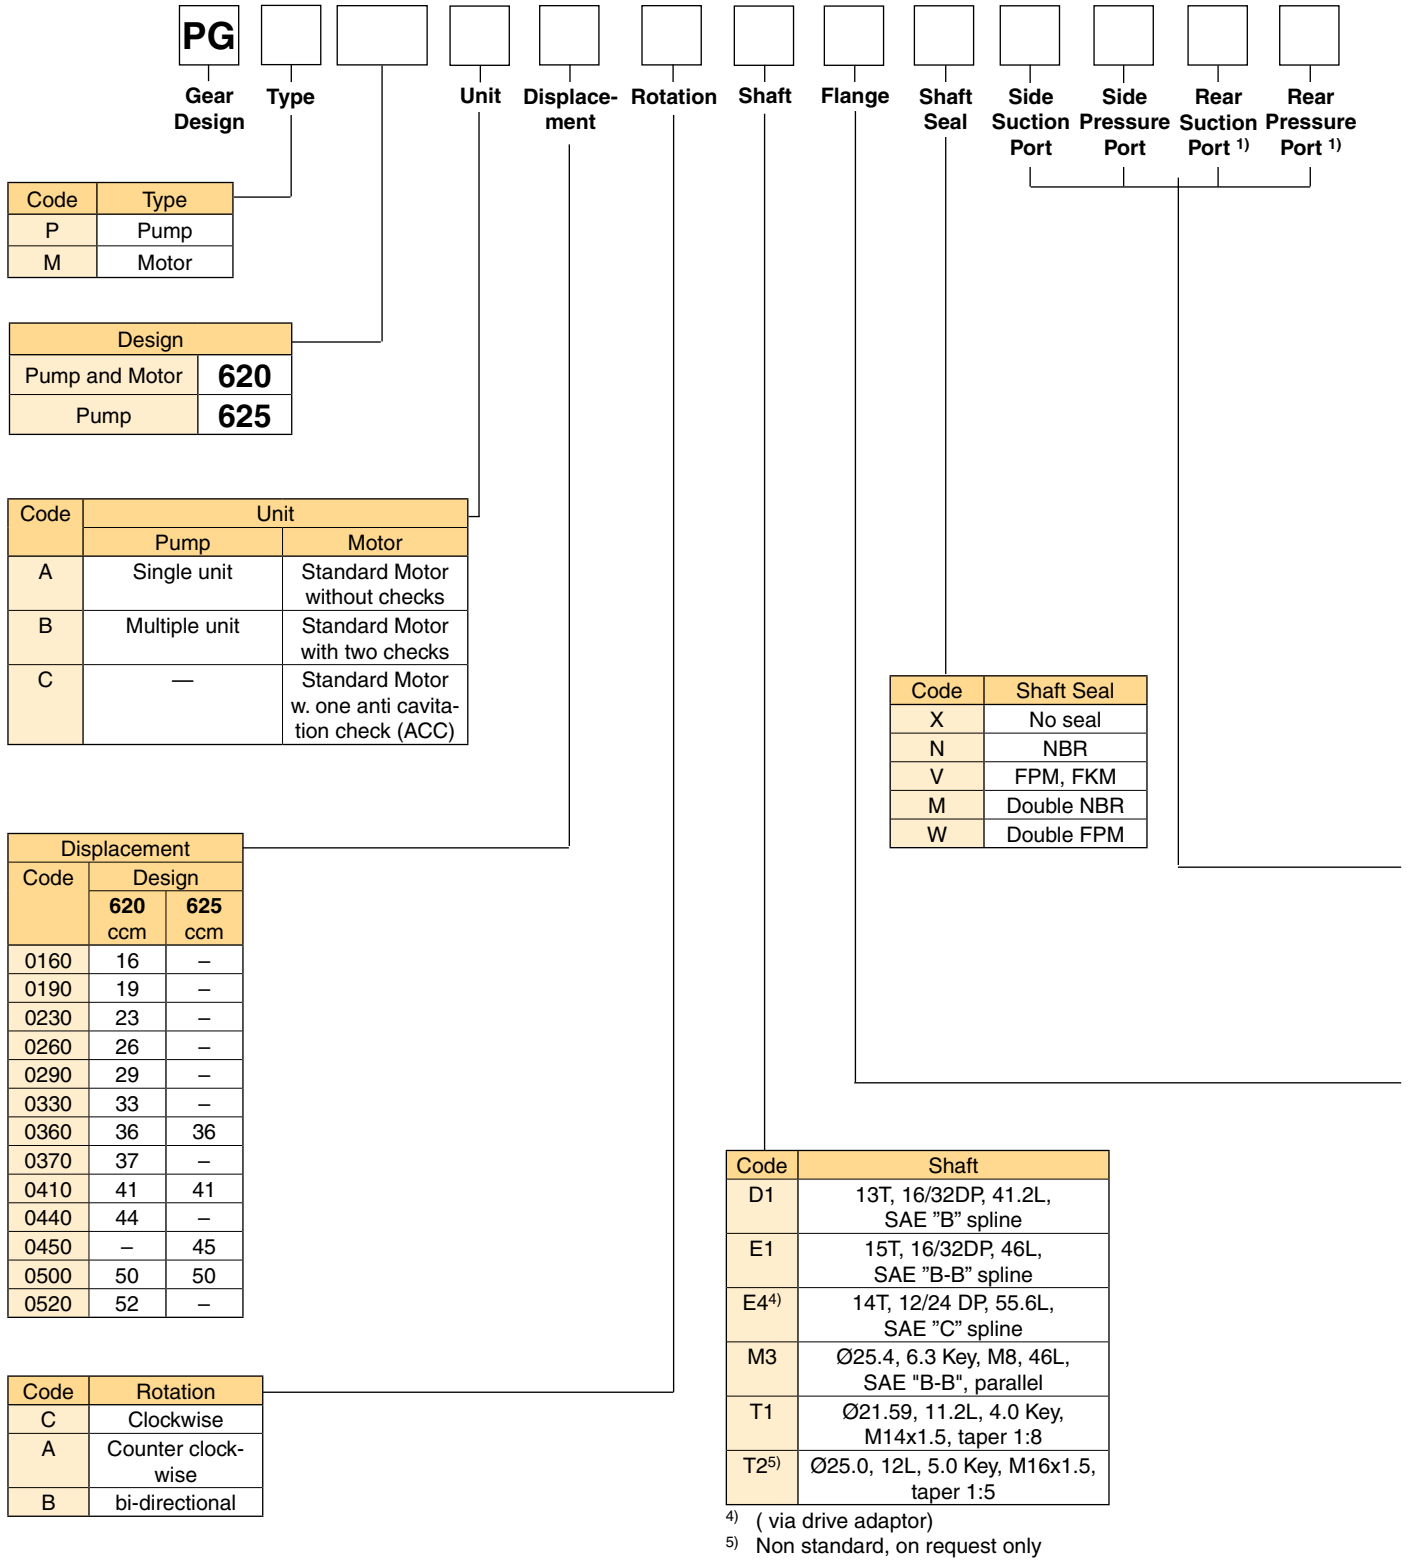 PG
Gear
Design
Type
Unit
Displace-
ment
Rotation
Shaft
Flange
Shaft
Seal
Side
Suction
Port
Side
Pressure
Port
Rear
Suction
Port 1)
Rear
Pressure
Port 1)
Code Type
P Pump
M Motor
Design
Pump and Motor 620
Pump 625
Code Unit
Pump Motor
A Single unit Standard Motor
without checks
B Multiple unit Standard Motor
with two checks
C — Standard Motor
w. one anti cavita-
tion check (ACC)
Code Shaft Seal
X No seal
N NBR
V FPM, FKM
M Double NBR
W Double FPM
Displacement
Code Design
620 625
ccm ccm
0160 16 –
0190 19 –
0230 23 –
0260 26 –
0290 29 –
0330 33 –
0360 36 36
0370 37 –
0410 41 41
0440 44 –
0450 – 45
0500 50 50
0520 52 –
Code Shaft
D1 13T, 16/32DP, 41.2L,
SAE ”B” spline
E1 15T, 16/32DP, 46L,
SAE ”B-B” spline
E4 4) 14T, 12/24 DP, 55.6L,
SAE ”C” spline
M3 Ø25.4, 6.3 Key, M8, 46L,
SAE "B-B", parallel
T1 Ø21.59, 11.2L, 4.0 Key,
M14x1.5, taper 1:8
T2 5) Ø25.0, 12L, 5.0 Key, M16x1.5,
taper 1:5
4) ( via drive adaptor)
5) Non standard, on request only
Code Rotation
C Clockwise
A Counter clock-
wise
B bi-directional